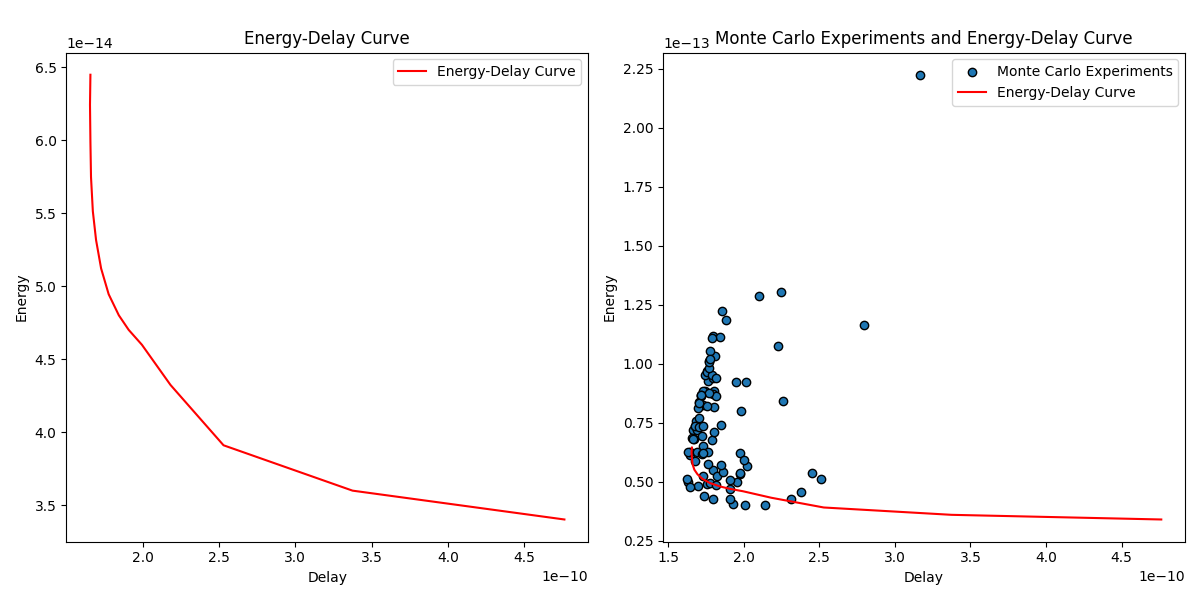 Energy-Delay Curve
1e−14
Energy-Delay Curve
6.5
6.0
5.5
5.0
4.5
4.0
3.5
Energy
2.0 2.5 3.0 3.5 4.0 4.5
1e−10
Delay
Monte Carlo Experiments and Energy-Delay Curve
1e−13
Monte Carlo Experiments
Energy-Delay Curve
2.25
2.00
1.75
1.50
1.25
1.00
0.75
0.50
0.25
Energy
1.5 2.0 2.5 3.0 3.5 4.0 4.5
1e−10
Delay